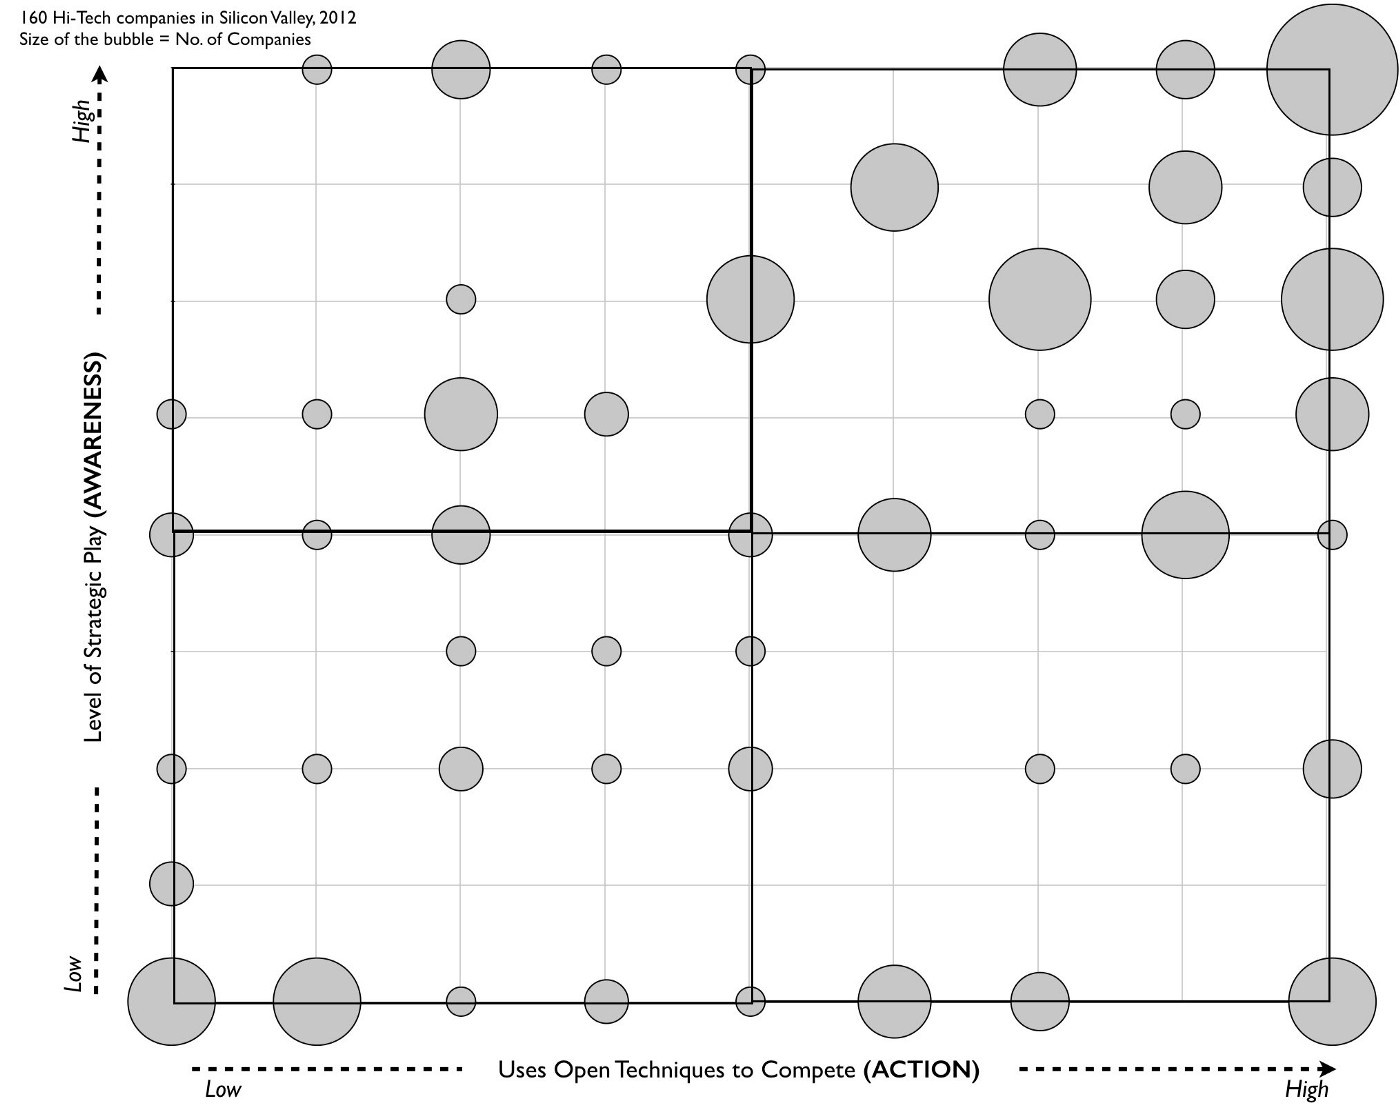 160 Hi-Tech companies in Silicon Valley, 2012
Size of the bubble = No. of Companies
High
Level of Strategic Play (AWARENESS)
Low
Uses Open Techniques to Compete (ACTION)
Low
High